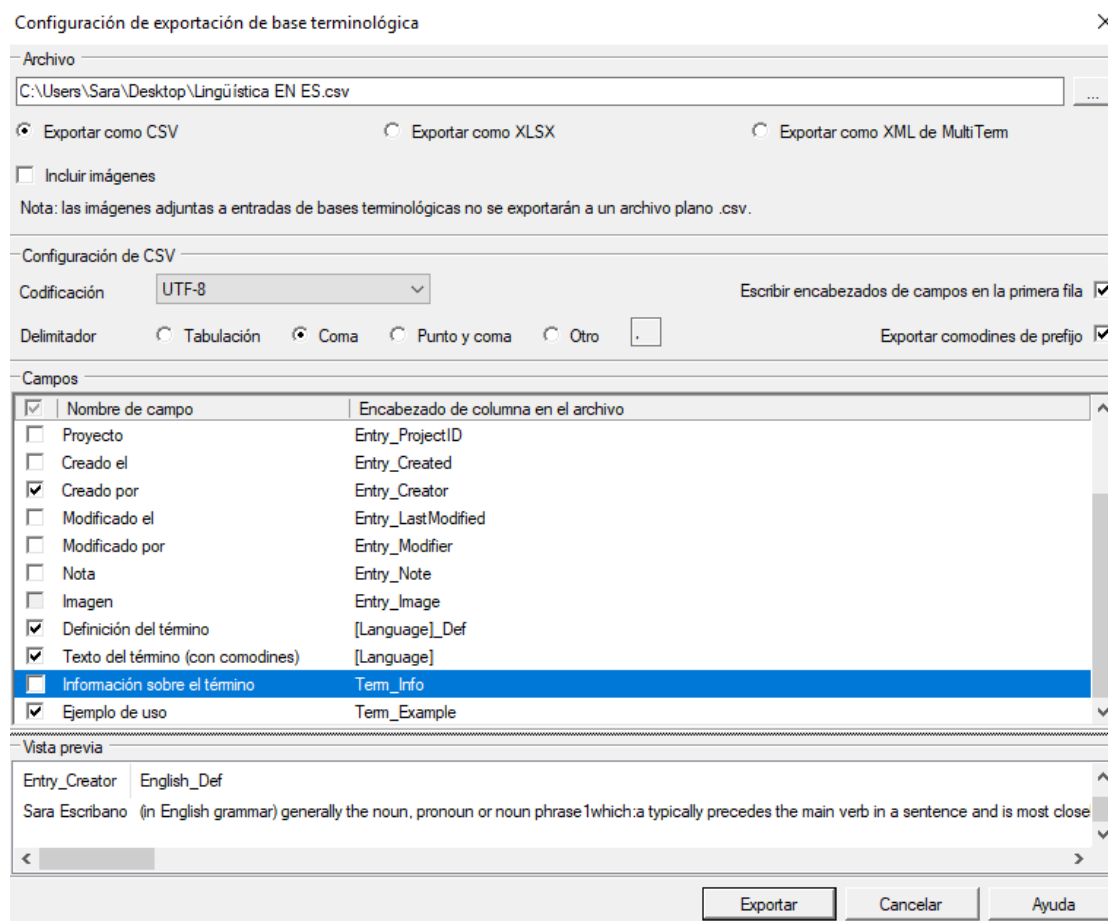 Configuración de exportación de base terminológica
Archivo
C:\Users\Sara\Desktop\Lingüística EN ES.csv
...
Exportar como CSV Exportar como XLSX Exportar como XML de MultiTerm
Incluir imágenes
Nota: las imágenes adjuntas a entradas de bases terminológicas no se exportarán a un archivo plano .csv.
Configuración de CSV
Codificación UTF-8 Escribir encabezados de campos en la primera fila
Delimitador Tabulación Coma Punto y coma Otro , Exportar comodines de prefijo
Campos
Nombre de campo Encabezado de columna en el archivo
Proyecto Entry_ProjectID
Creado el Entry_Created
Creado por Entry_Creator
Modificado el Entry_LastModified
Modificado por Entry_Modifier
Nota Entry_Note
Imagen Entry_Image
Definición del término [Language]_Def
Texto del término (con comodines) [Language]
Información sobre el término Term_Info
Ejemplo de uso Term_Example
Vista previa
Entry_Creator English_Def
Sara Escribano (in English grammar) generally the noun, pronoun or noun phrase1which:a typically precedes the main verb in a sentence and is most close
Exportar Cancelar Ayuda